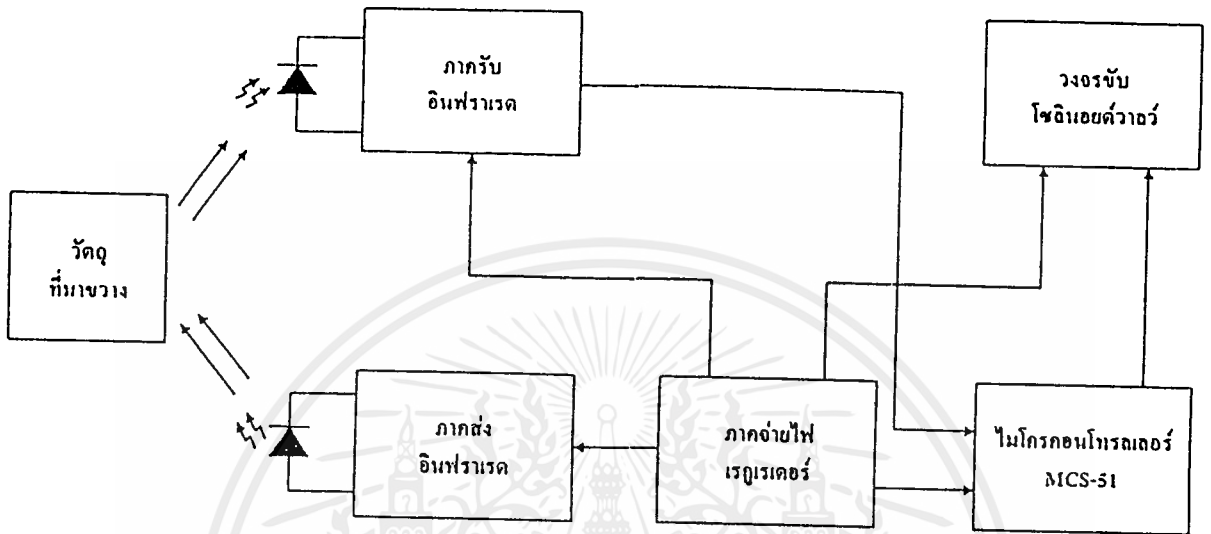 ภาครับ
อินฟราเรด
วงจรขับ
โซลินอยด์วาลว์
วัตถุ
ที่มาขวาง
ภาคส่ง
อินฟราเรด
ภาคจ่ายไฟ
เรกูเรเตอร์
ไมโครคอนโทรลเลอร์
MCS-51